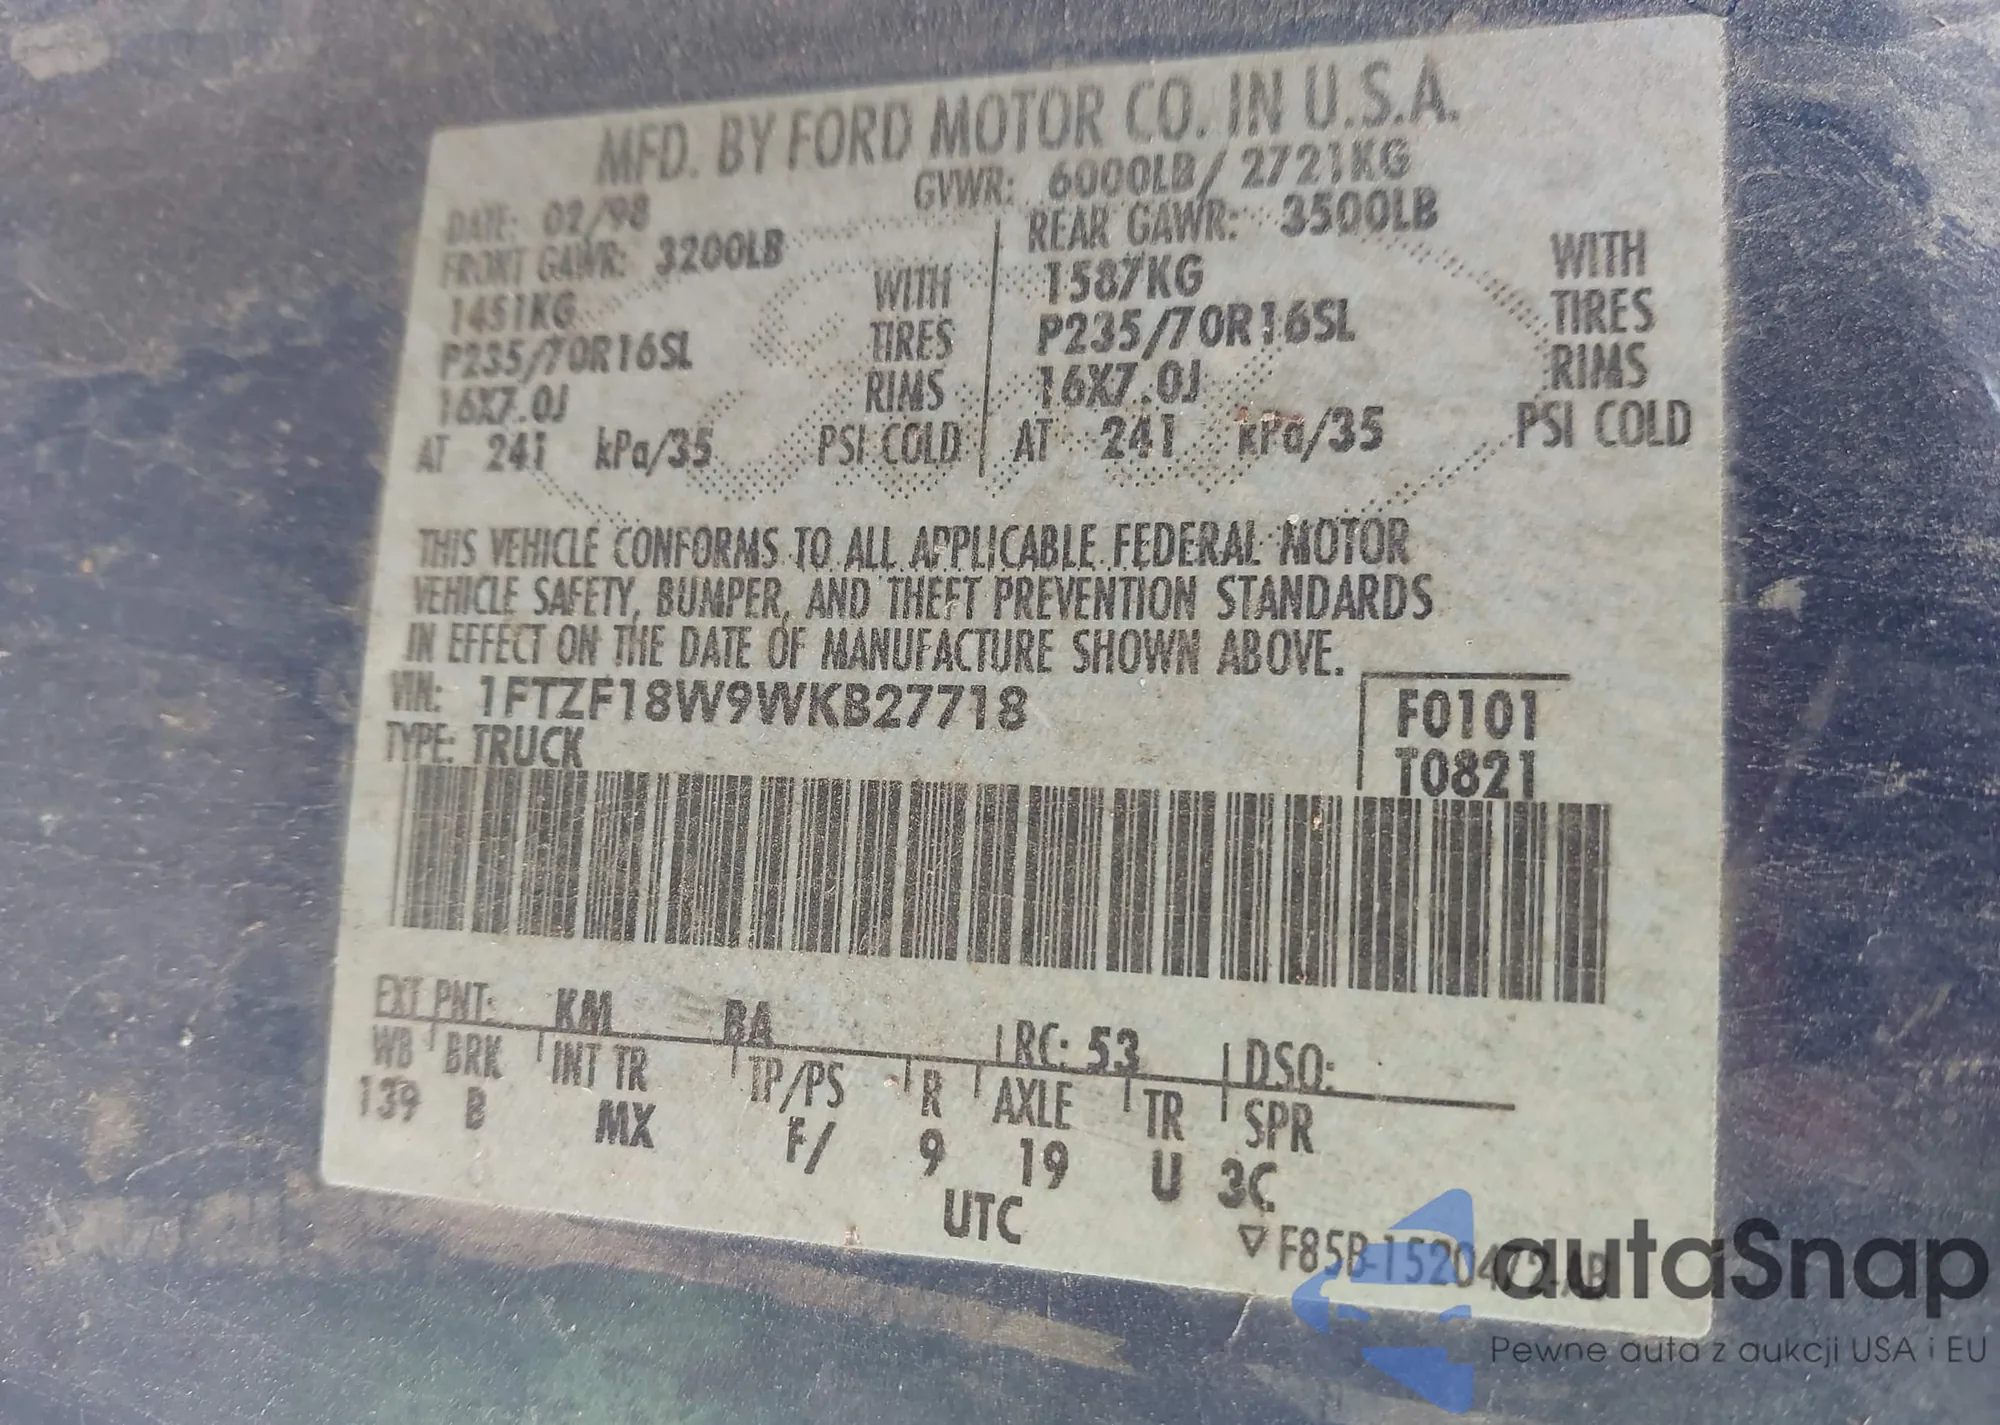 MFD. BY FORD MOTOR CO. IN U.S.A.
DATE: 02/98 GVWR: 6000LB/ 2721KG
FRONT GAWR: 3200LB REAR GAWR: 3500LB
1451KG WITH 1587KG WITH
P235/70R16SL TIRES P235/70R16SL TIRES
16X7.0J RIMS 16X7.0J RIMS
AT 241 kPa/35 PSI COLD AT 241 kPa/35 PSI COLD
THIS VEHICLE CONFORMS TO ALL APPLICABLE FEDERAL MOTOR
VEHICLE SAFETY, BUMPER, AND THEFT PREVENTION STANDARDS
IN EFFECT ON THE DATE OF MANUFACTURE SHOWN ABOVE.
VIN: 1FTZF18W9WKB27718 F0101
TYPE: TRUCK T0821
EXT PNT: KM BA RC: 53 DSO:
WB BRK INT TR TP/PS R AXLE TR SPR
139 B MX F/ 9 19 U 3C
UTC
▽ F85B-1520472-AB
autaSnap
Pewne auta z aukcji USA i EU